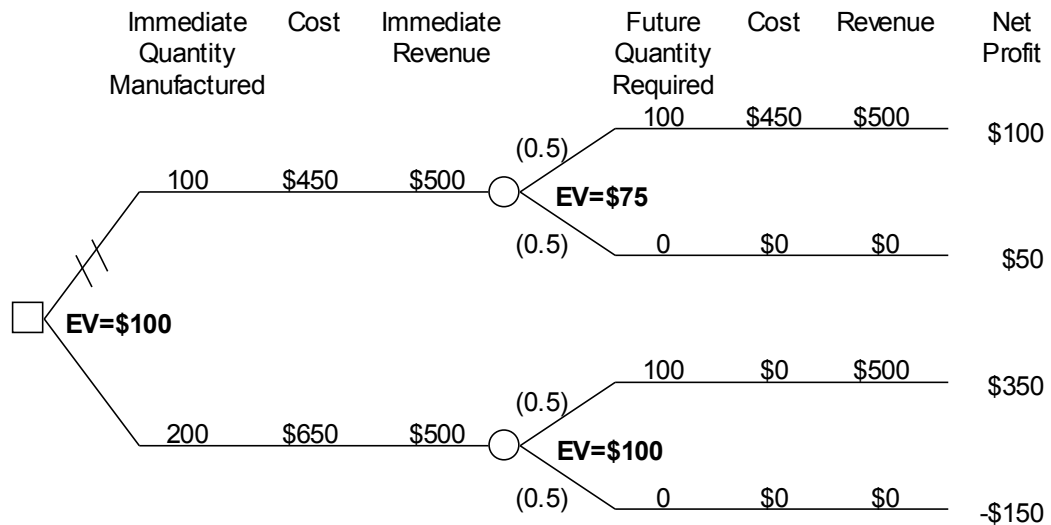 Immediate Quantity Manufactured Cost Immediate Revenue Future Quantity Required Cost Revenue Net Profit
100 $450 $500 $100
(0.5)
100 $450 $500 EV=$75
(0.5) 0 $0 $0 $50
EV=$100
100 $0 $500 $350
(0.5)
200 $650 $500 EV=$100
(0.5) 0 $0 $0 -$150